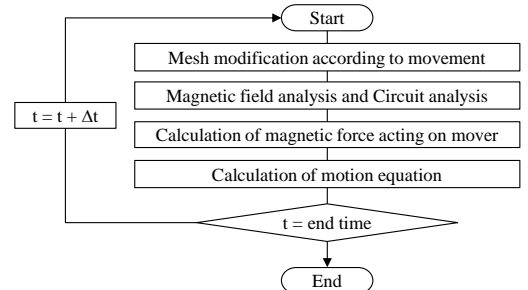 Start
Mesh modification according to movement
Magnetic field analysis and Circuit analysis
t = t + Δt
Calculation of magnetic force acting on mover
Calculation of motion equation
t = end time
End